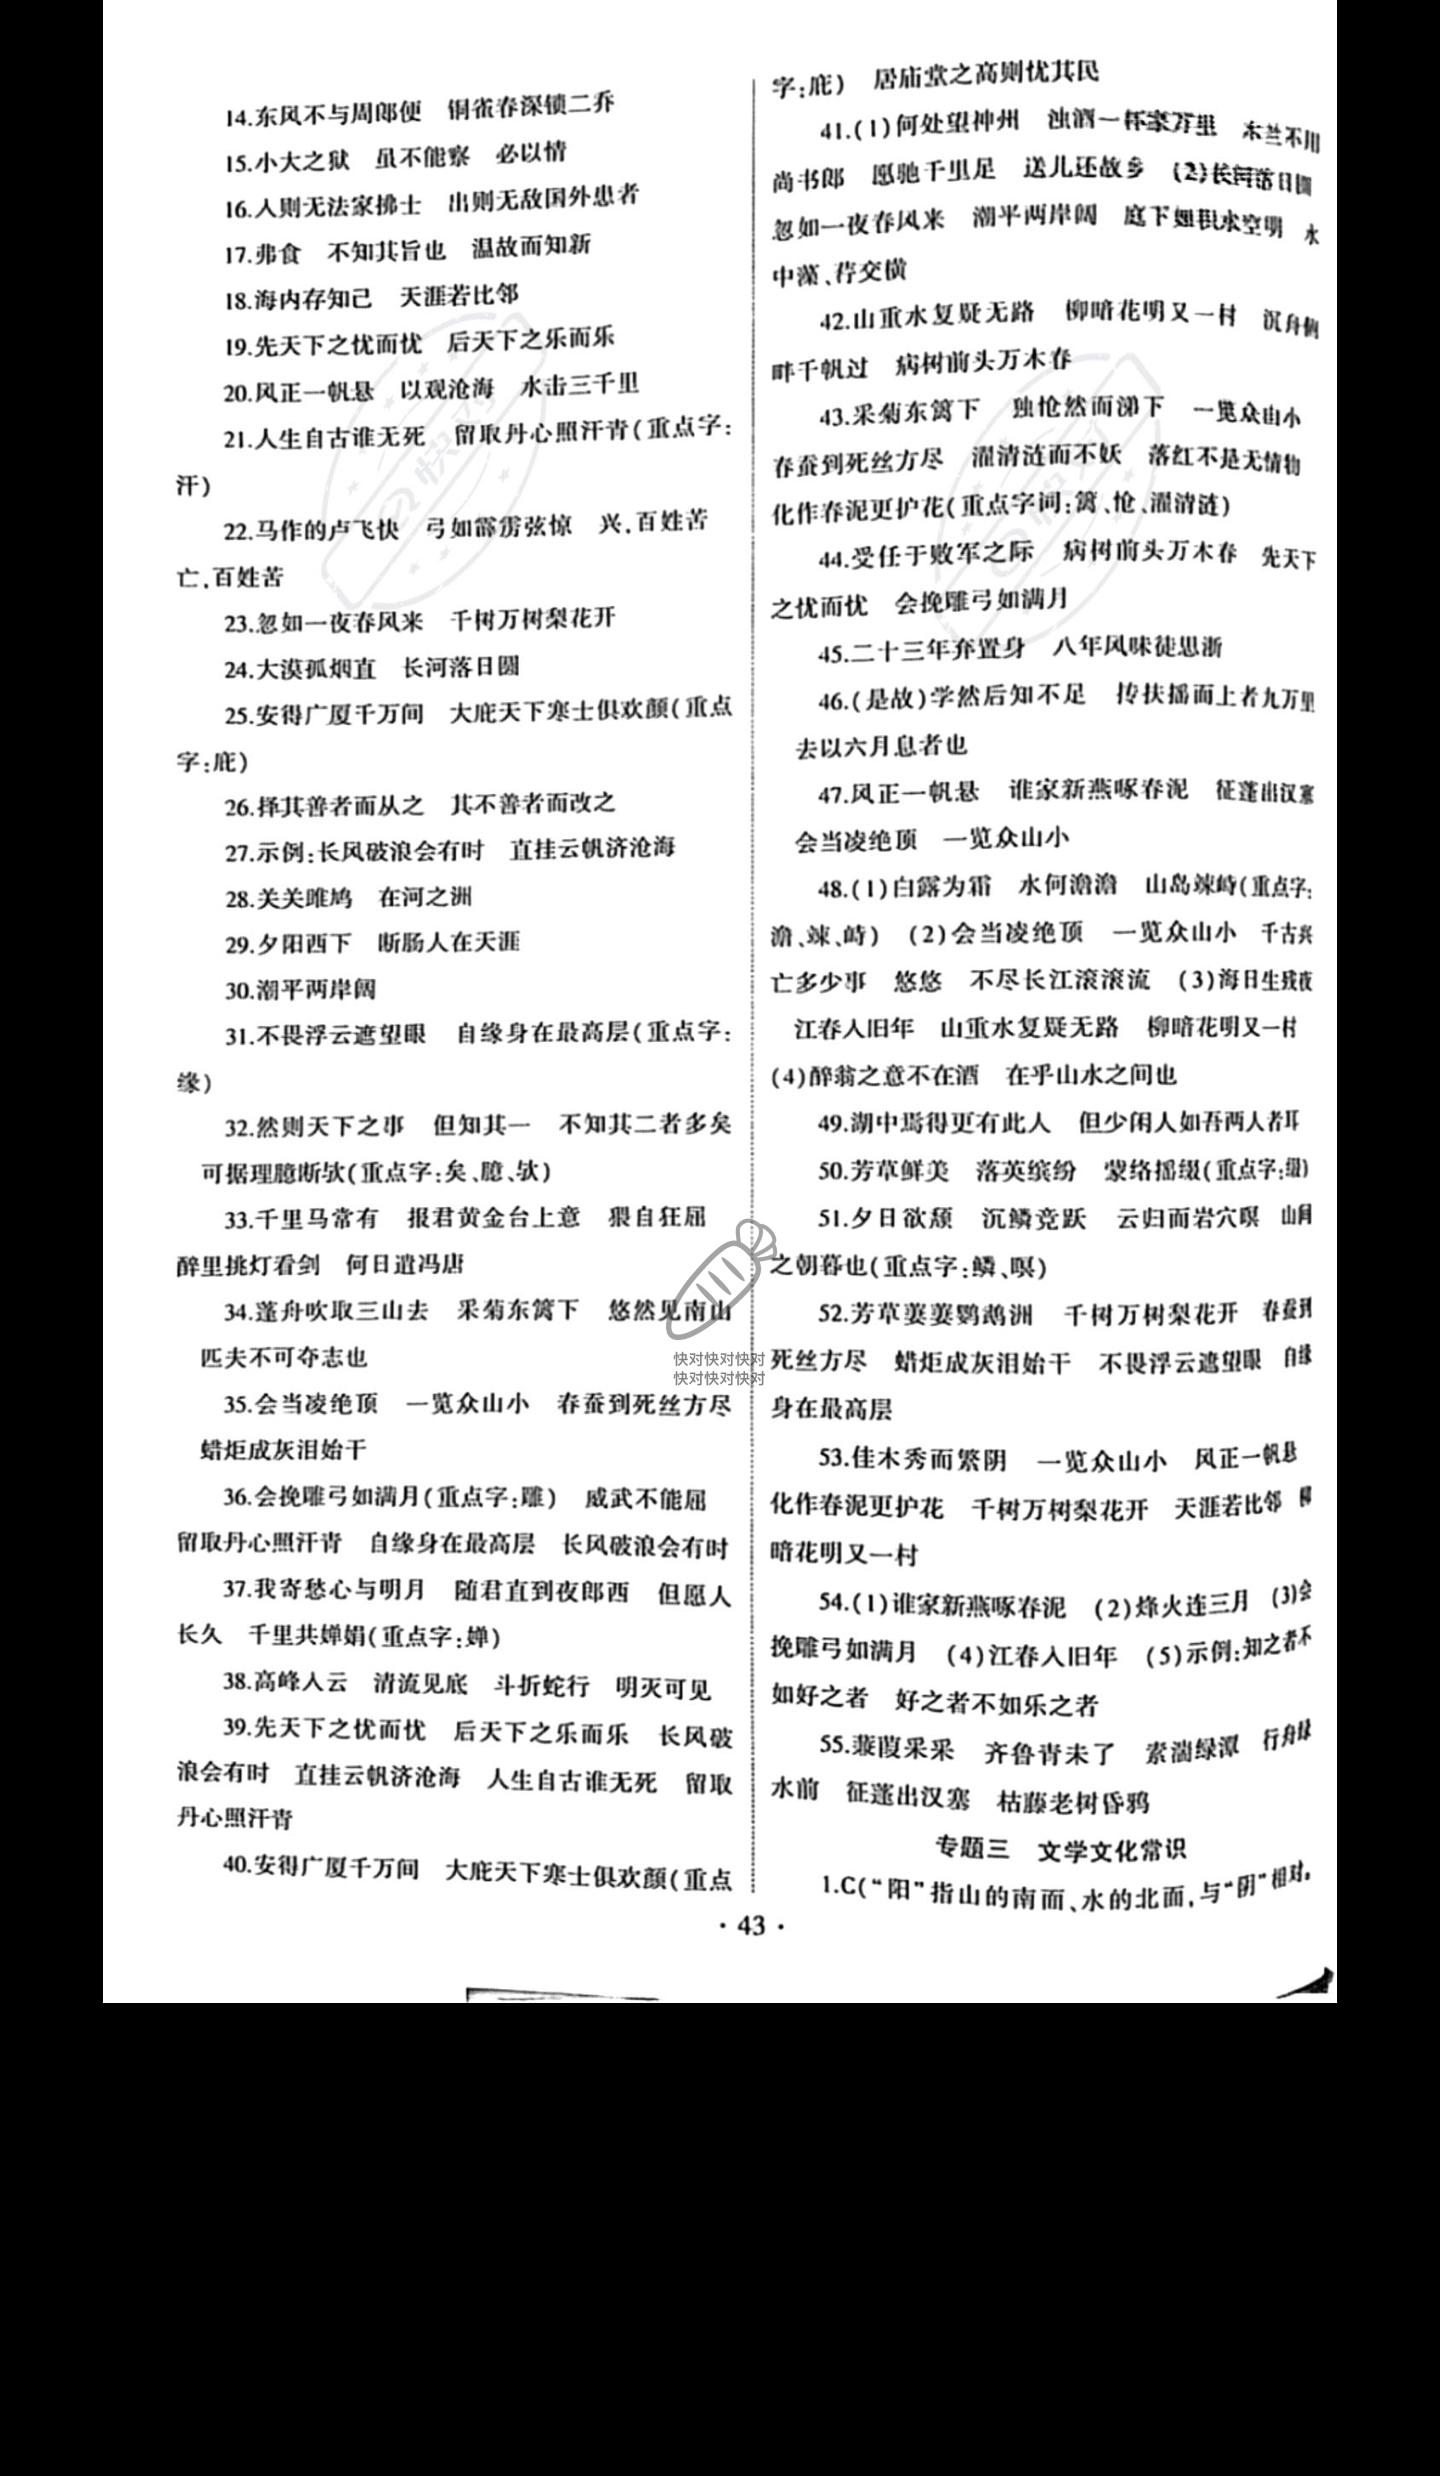 14.东风不与周郎便 铜雀春深锁二乔
15.小大之狱 虽不能察 必以情
16.入则无法家拂士 出则无敌国外患者
17.弗食 不知其旨也 温故而知新
18.海内存知己 天涯若比邻
19.先天下之忧而忧 后天下之乐而乐
20.风正一帆悬 以观沧海 水击三千里
21.人生自古谁无死 留取丹心照汗青(重点字:
汗)
22.马作的卢飞快 弓如霹雳弦惊 兴,百姓苦
亡,百姓苦
23.忽如一夜春风来 千树万树梨花开
24.大漠孤烟直 长河落日圆
25.安得广厦千万间 大庇天下寒士俱欢颜(重点
字:庇)
26.择其善者而从之 其不善者而改之
27.示例:长风破浪会有时 直挂云帆济沧海
28.关关雎鸠 在河之洲
29.夕阳西下 断肠人在天涯
30.潮平两岸阔
31.不畏浮云遮望眼 自缘身在最高层(重点字:
缘)
32.然则天下之事 但知其一 不知其二者多矣
可据理臆断欤(重点字:矣、臆、欤)
33.千里马常有 报君黄金台上意 猥自枉屈
醉里挑灯看剑 何日遣冯唐
34.蓬舟吹取三山去 采菊东篱下 悠然见南山
匹夫不可夺志也
35.会当凌绝顶 一览众山小 春蚕到死丝方尽
蜡炬成灰泪始干
36.会挽雕弓如满月(重点字:雕) 威武不能屈
留取丹心照汗青 自缘身在最高层 长风破浪会有时
37.我寄愁心与明月 随君直到夜郎西 但愿人
长久 千里共婵娟(重点字:婵)
38.高峰入云 清流见底 斗折蛇行 明灭可见
39.先天下之忧而忧 后天下之乐而乐 长风破
浪会有时 直挂云帆济沧海 人生自古谁无死 留取
丹心照汗青
40.安得广厦千万间 大庇天下寒士俱欢颜(重点
字:庇) 居庙堂之高则忧其民
41.(1)何处望神州 浊酒一杯家万里 木兰不用
尚书郎 愿驰千里足 送儿还故乡 (2)长河落日圆
忽如一夜春风来 潮平两岸阔 庭下如积水空明 水
中藻、荇交横
42.山重水复疑无路 柳暗花明又一村 沉舟侧
畔千帆过 病树前头万木春
43.采菊东篱下 独怆然而涕下 一览众山小
春蚕到死丝方尽 濯清涟而不妖 落红不是无情物
化作春泥更护花(重点字词:篱、怆、濯清涟)
44.受任于败军之际 病树前头万木春 先天下
之忧而忧 会挽雕弓如满月
45.二十三年弃置身 八年风味徒思浙
46.(是故)学然后知不足 抟扶摇而上者九万里
去以六月息者也
47.风正一帆悬 谁家新燕啄春泥 征蓬出汉塞
会当凌绝顶 一览众山小
48.(1)白露为霜 水何澹澹 山岛竦峙(重点字:
澹、竦、峙) (2)会当凌绝顶 一览众山小 千古兴
亡多少事 悠悠 不尽长江滚滚流 (3)海日生残夜
江春入旧年 山重水复疑无路 柳暗花明又一村
(4)醉翁之意不在酒 在乎山水之间也
49.湖中焉得更有此人 但少闲人如吾两人者耳
50.芳草鲜美 落英缤纷 蒙络摇缀(重点字:缀)
51.夕日欲颓 沉鳞竞跃 云归而岩穴暝 山间
之朝暮也(重点字:鳞、暝)
52.芳草萋萋鹦鹉洲 千树万树梨花开 春蚕到
死丝方尽 蜡炬成灰泪始干 不畏浮云遮望眼 自缘
身在最高层
53.佳木秀而繁阴 一览众山小 风正一帆悬
化作春泥更护花 千树万树梨花开 天涯若比邻 柳
暗花明又一村
54.(1)谁家新燕啄春泥 (2)烽火连三月 (3)会
挽雕弓如满月 (4)江春入旧年 (5)示例:知之者不
如好之者 好之者不如乐之者
55.蒹葭采采 齐鲁青未了 素湍绿潭 行舟绿
水前 征蓬出汉塞 枯藤老树昏鸦
专题三 文学文化常识
1.C(“阳”指山的南面、水的北面,与“阴”相对。
·43·
快对快对快对
快对快对快对